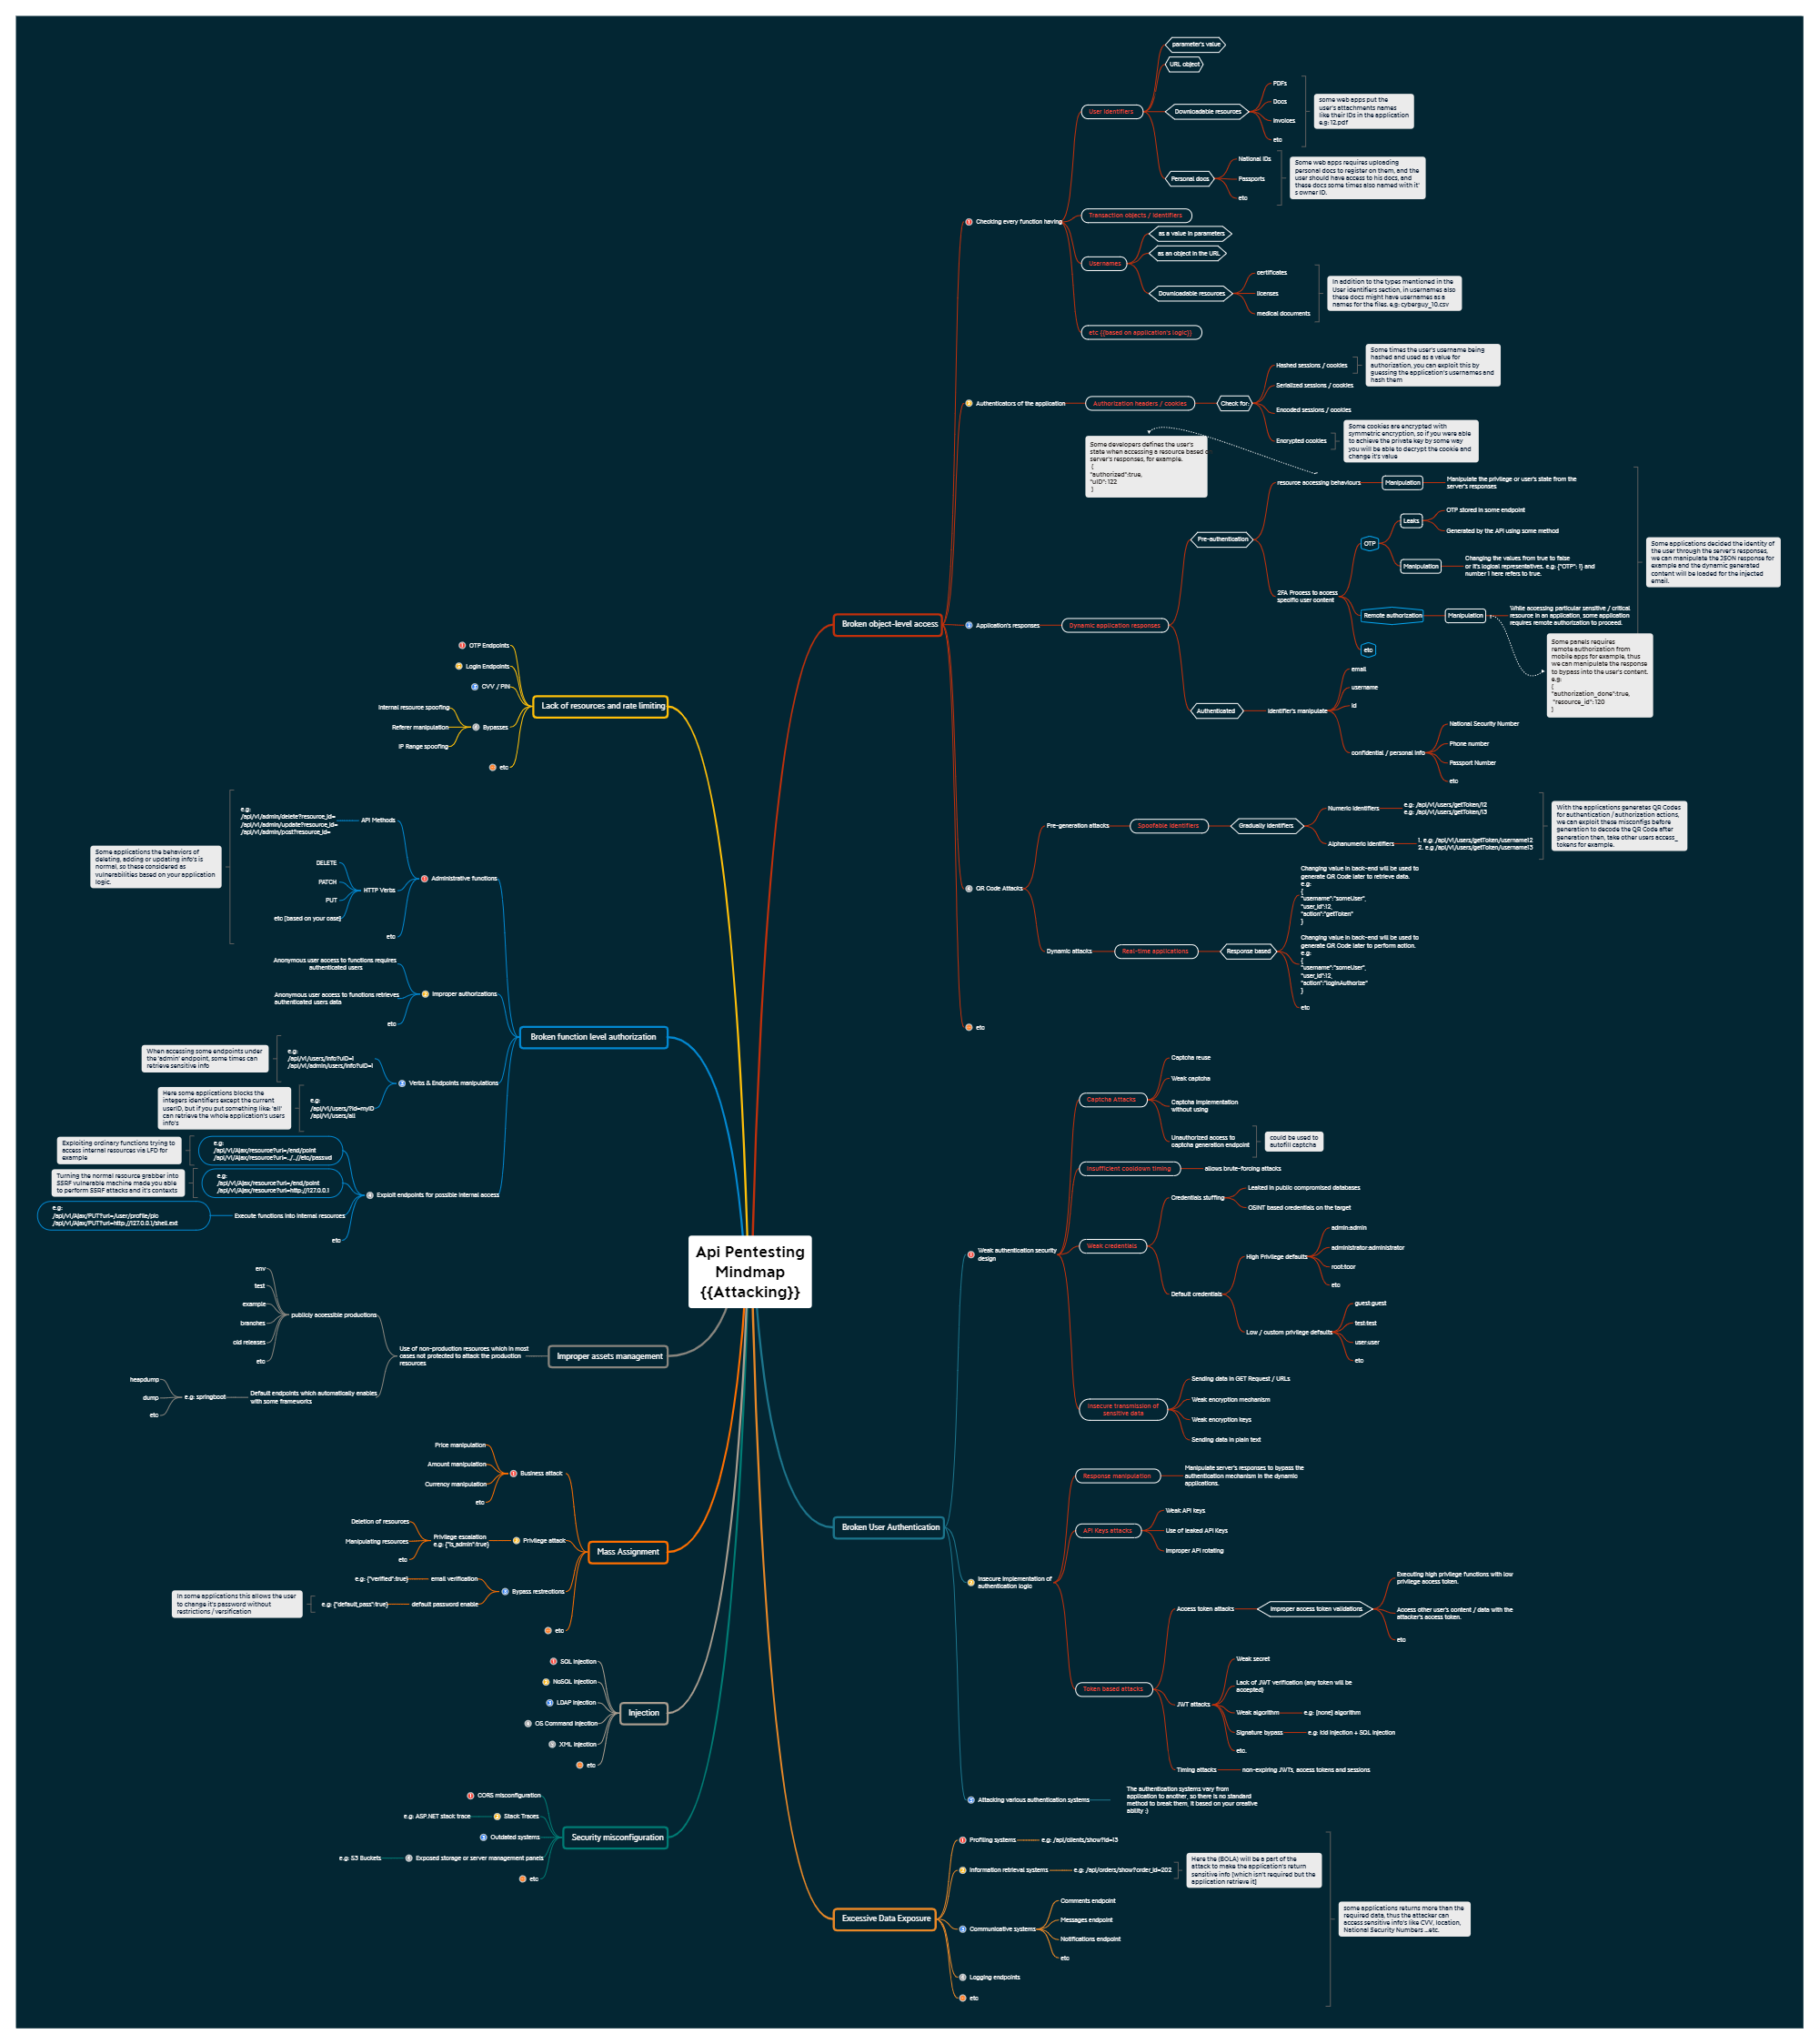 Api Pentesting
Mindmap
{{Attacking}}
Broken object-level access
Checking every function having
User identifiers
parameter's value
URL object
Downloadable resources
PDFs
Docs
Invoices
etc
some web apps put the
user's attachments names
like their IDs in the application
e.g: 12.pdf
Personal docs
National IDs
Passports
etc
Some web apps requires uploading
personal docs to register on them, and the
user should have access to his docs, and
these docs some times also named with it'
s owner ID.
Transaction objects / identifiers
Usernames
as a value in parameters
as an object in the URL
Downloadable resources
certificates
licenses
medical documents
In addition to the types mentioned in the
User identifiers section, in usernames also
these docs might have usernames as a
names for the files. e.g: cyberguy_10.csv
etc {{based on application's logic}}
Authenticators of the application
Authorization headers / cookies
Check for:
Hashed sessions / cookies
Some times the user's username being
hashed and used as a value for
authorization, you can exploit this by
guessing the application's usernames and
hash them
Serialized sessions / cookies
Encoded sessions / cookies
Encrypted cookies
Some cookies are encrypted with
symmetric encryption, so if you were able
to achieve the private key by some way
you will be able to decrypt the cookie and
change it's value
Some developers defines the user's
state when accessing a resource based o
server's responses, for example.
{
"authorized":true,
"uID": 122
}
Application's responses
Dynamic application responses
Pre-authentication
resource accessing behaviours
Manipulation
Manipulate the privilege or user's state from the
server's responses
2FA Process to access
specific user content
OTP
Leaks
OTP stored in some endpoint
Generated by the API using some method
Manipulation
Changing the values from true to false
or it's logical representatives. e.g: {"OTP": 1} and
number 1 here refers to true.
Remote authorization
Manipulation
While accessing particular sensitive / critical
resource in an application, some application
requires remote authorization to proceed.
etc
Some applications decided the identity of
the user through the server's responses,
we can manipulate the JSON response for
example and the dynamic generated
content will be loaded for the injected
email.
Some panels requires
remote authorization from
mobile apps for example, thus
we can manipulate the response
to bypass into the user's content.
e.g:
{
"authorization_done":true,
"resource_id": 120
}
Authenticated
Identifier's manipulate
email
username
id
confidential / personal info
National Security Number
Phone number
Passport Number
etc
QR Code Attacks
Pre-generation attacks
Spoofable identifiers
Gradually identifiers
Numeric identifiers
e.g: /api/v1/users/getToken/12
e.g: /api/v1/users/getToken/13
Alphanumeric identifiers
1. e.g: /api/v1/users/getToken/username12
2. e.g /api/v1/users/getToken/username13
With the applications generates QR Codes
for authentication / authorization actions,
we can exploit these misconfigs before
generation to decode the QR Code after
generation then, take other users access_
tokens for example.
Dynamic attacks
Real-time applications
Response based
Changing value in back-end will be used to
generate QR Code later to retrieve data.
e.g:
{
"username":"someUser",
"user_id":12,
"action":"getToken"
}
Changing value in back-end will be used to
generate QR Code later to perform action.
e.g:
{
"username":"someUser",
"user_id":12,
"action":"loginAuthorize"
}
etc
etc
Broken User Authentication
Weak authentication security
design
Captcha Attacks
Captcha reuse
Weak captcha
Captcha implementation
without using
Unauthorized access to
captcha generation endpoint
could be used to
autofill captcha
Insufficient cooldown timing
allows brute-forcing attacks
Weak credentials
Credentials stuffing
Leaked in public compromised databases
OSINT based credentials on the target
Default credentials
High Privilege defaults
admin:admin
administrator:administrator
root:toor
etc
Low / custom privilege defaults
guest:guest
test:test
user:user
etc
Insecure transmission of
sensitive data
Sending data in GET Request / URLs
Weak encryption mechanism
Weak encryption keys
Sending data in plain text
Insecure implementation of
authentication logic
Response manipulation
Manipulate server's responses to bypass the
authentication mechanism in the dynamic
applications.
API Keys attacks
Weak API keys
Use of leaked API Keys
Improper API rotating
Token based attacks
Access token attacks
Improper access token validations
Executing high privilege functions with low
privilege access token.
Access other user's content / data with the
attacker's access token.
etc
JWT attacks
Weak secret
Lack of JWT verification (any token will be
accepted)
Weak algorithm
e.g: [none] algorithm
Signature bypass
e.g: kid injection + SQL Injection
etc.
Timing attacks
non-expiring JWTs, access tokens and sessions
Attacking various authentication systems
The authentication systems vary from
application to another, so there is no standard
method to break them, it based on your creative
ability :)
Excessive Data Exposure
Profiling systems
e.g: /api/clients/show?id=13
Information retrieval systems
e.g: /api/orders/show?order_id=202
Here the (BOLA) will be a part of the
attack to make the application's return
sensitive info [which isn't required but the
application retrieve it]
Communicative systems
Comments endpoint
Messages endpoint
Notifications endpoint
etc
Logging endpoints
etc
some applications returns more than the
required data, thus the attacker can
access sensitive info's like CVV, location,
National Security Numbers ...etc.
Lack of resources and rate limiting
OTP Endpoints
Login Endpoints
CVV / PIN
Bypasses
Internal resource spoofing
Referer manipulation
IP Range spoofing
etc
Broken function level authorization
Administrative functions
API Methods
e.g:
/api/v1/admin/delete?resource_id=
/api/v1/admin/update?resource_id=
/api/v1/admin/post?resource_id=
HTTP Verbs
DELETE
PATCH
PUT
etc [based on your case]
etc
Some applications the behaviors of
deleting, adding or updating info's is
normal, so these considered as
vulnerabilities based on your application
logic.
Improper authorizations
Anonymous user access to functions requires
authenticated users
Anonymous user access to functions retrieves
authenticated users data
etc
Verbs & Endpoints manipulations
e.g:
/api/v1/users/info?uID=1
/api/v1/admin/users/info?uID=1
When accessing some endpoints under
the 'admin' endpoint, some times can
retrieve sensitive info
e.g:
/api/v1/users/?id=myID
/api/v1/users/all
Here some applications blocks the
integers identifiers except the current
userID, but if you put something like: 'all'
can retrieve the whole application's users
info's
Exploit endpoints for possible internal access
e.g:
/api/v1/Ajax/resource?url=/end/point
/api/v1/Ajax/resource?url=../..//etc/passwd
Exploiting ordinary functions trying to
access internal resources via LFD for
example
e.g:
/api/v1/Ajax/resource?url=/end/point
/api/v1/Ajax/resource?url=http://127.0.0.1
Turning the normal resource grabber into
SSRF vulnerable machine made you able
to perform SSRF attacks and it's contexts
Execute functions into internal resources
e.g:
/api/v1/Ajax/PUT?url=/user/profile/pic
/api/v1/Ajax/PUT?url=http://127.0.0.1/shell.ext
etc
Improper assets management
Use of non-production resources which in most
cases not protected to attack the production
resources
publicly accessible productions
env
test
example
branches
old releases
etc
Default endpoints which automatically enables
with some frameworks
e.g: springboot
heapdump
dump
etc
Mass Assignment
Business attack
Price manipulation
Amount manipulation
Currency manipulation
etc
Privilege attack
Privilege escalation
e.g: {"is_admin":true}
Deletion of resources
Manipulating resources
etc
Bypass restrections
email verification
e.g: {"verified":true}
default password enable
e.g: {"default_pass":true}
In some applications this allows the user
to change it's password without
restrictions / versification
etc
Injection
SQL injection
NoSQL injection
LDAP injection
OS Command injection
XML injection
etc
Security misconfiguration
CORS misconfiguration
Stack Traces
e.g: ASP.NET stack trace
Outdated systems
Exposed storage or server management panels
e.g: S3 Buckets
etc